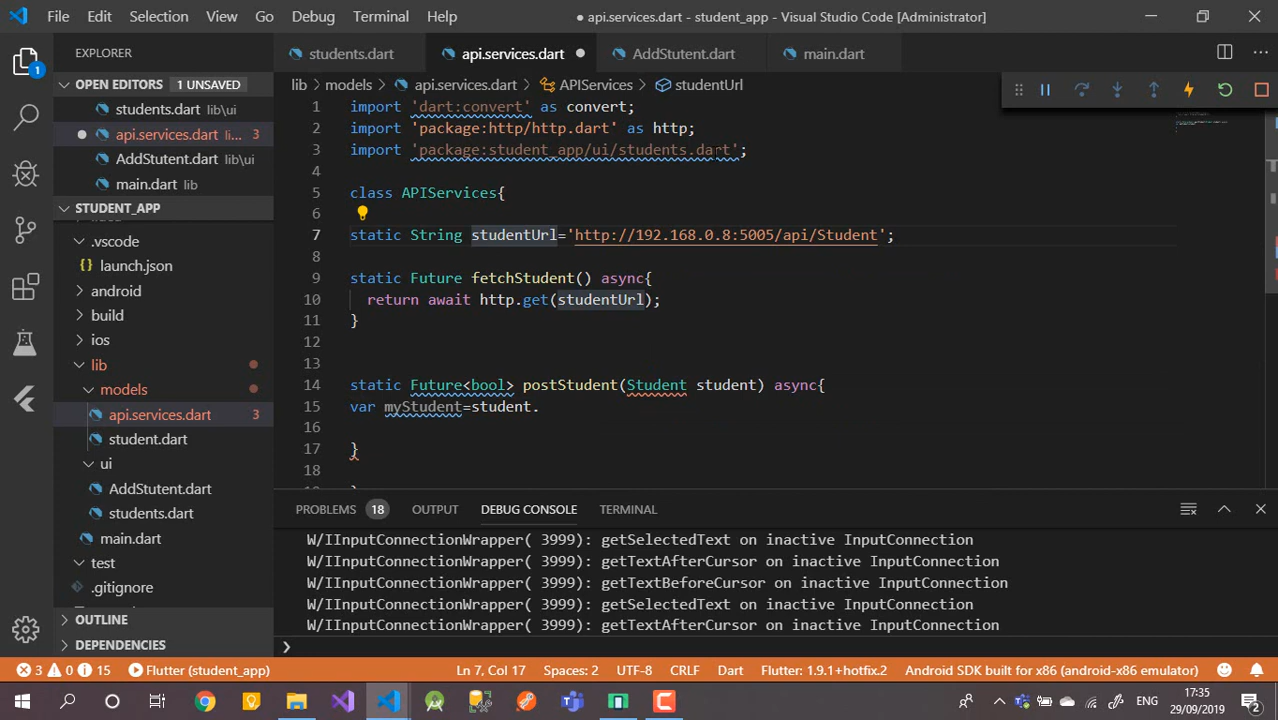 File Edit Selection View Go Debug Terminal Help
● api.services.dart - student_app - Visual Studio Code [Administrator]
EXPLORER
students.dart
api.services.dart
AddStutent.dart
main.dart
1
OPEN EDITORS 1 UNSAVED
students.dart lib\ui
api.services.dart li... 3
AddStutent.dart lib\ui
main.dart lib
STUDENT_APP
.vscode
launch.json
android
build
ios
lib
models
api.services.dart 3
student.dart
ui
AddStutent.dart
students.dart
main.dart
test
.gitignore
OUTLINE
DEPENDENCIES
lib > models > api.services.dart > APIServices > studentUrl
1 import 'dart:convert' as convert;
2 import 'package:http/http.dart' as http;
3 import 'package:student_app/ui/students.dart';
4
5 class APIServices{
6
7 static String studentUrl='http://192.168.0.8:5005/api/Student';
8
9 static Future fetchStudent() async{
10 return await http.get(studentUrl);
11 }
12
13
14 static Future<bool> postStudent(Student student) async{
15 var myStudent=student.
16
17 }
18
PROBLEMS 18 OUTPUT DEBUG CONSOLE TERMINAL
W/IInputConnectionWrapper( 3999): getSelectedText on inactive InputConnection
W/IInputConnectionWrapper( 3999): getTextAfterCursor on inactive InputConnection
W/IInputConnectionWrapper( 3999): getTextBeforeCursor on inactive InputConnection
W/IInputConnectionWrapper( 3999): getSelectedText on inactive InputConnection
W/IInputConnectionWrapper( 3999): getTextAfterCursor on inactive InputConnection
3 0 15 Flutter (student_app) Ln 7, Col 17 Spaces: 2 UTF-8 CRLF Dart Flutter: 1.9.1+hotfix.2 Android SDK built for x86 (android-x86 emulator)
ENG
17:35
29/09/2019
2